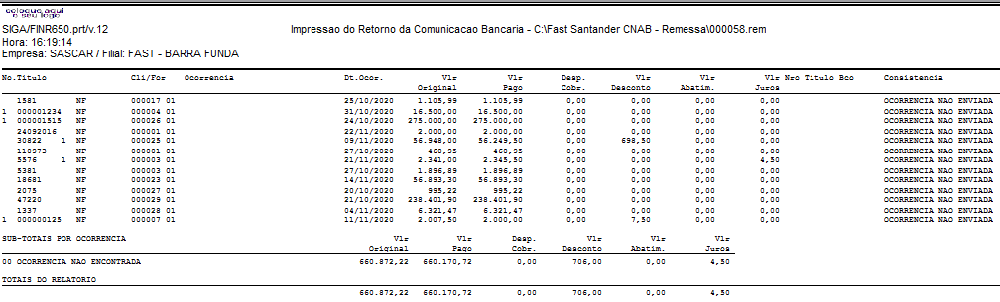 coloque aqui
o seu logo
SIGA/FINR650.prt/v.12 Impressao do Retorno da Comunicacao Bancaria - C:\Fast Santander CNAB - Remessa\000058.rem
Hora: 16:19:14
Empresa: SASCAR / Filial: FAST - BARRA FUNDA
No.Titulo Cli/For Ocorrencia Dt.Ocor. Vlr Vlr Desp. Vlr Vlr Vlr Nro Titulo Bco Consistencia
Original Pago Cobr. Desconto Abatim. Juros
1581 NF 000017 01 25/10/2020 1.105,99 1.105,99 0,00 0,00 0,00 0,00 OCORRENCIA NAO ENVIADA
1 000001234 NF 000004 01 31/10/2020 16.500,00 16.500,00 0,00 0,00 0,00 0,00 OCORRENCIA NAO ENVIADA
1 000001515 NF 000026 01 24/10/2020 275.000,00 275.000,00 0,00 0,00 0,00 0,00 OCORRENCIA NAO ENVIADA
24092016 NF 000001 01 22/11/2020 2.000,00 2.000,00 0,00 0,00 0,00 0,00 OCORRENCIA NAO ENVIADA
30822 1 NF 000025 01 09/11/2020 56.948,00 56.249,50 0,00 698,50 0,00 0,00 OCORRENCIA NAO ENVIADA
110973 NF 000001 01 27/10/2020 460,95 460,95 0,00 0,00 0,00 0,00 OCORRENCIA NAO ENVIADA
5576 1 NF 000003 01 21/11/2020 2.341,00 2.345,50 0,00 0,00 0,00 4,50 OCORRENCIA NAO ENVIADA
5381 NF 000003 01 27/10/2020 1.896,89 1.896,89 0,00 0,00 0,00 0,00 OCORRENCIA NAO ENVIADA
18681 NF 000023 01 14/11/2020 56.893,30 56.893,30 0,00 0,00 0,00 0,00 OCORRENCIA NAO ENVIADA
2075 NF 000027 01 20/10/2020 995,22 995,22 0,00 0,00 0,00 0,00 OCORRENCIA NAO ENVIADA
47220 NF 000029 01 21/10/2020 238.401,90 238.401,90 0,00 0,00 0,00 0,00 OCORRENCIA NAO ENVIADA
1337 NF 000028 01 04/11/2020 6.321,47 6.321,47 0,00 0,00 0,00 0,00 OCORRENCIA NAO ENVIADA
1 000000125 NF 000007 01 11/11/2020 2.007,50 2.000,00 0,00 7,50 0,00 0,00 OCORRENCIA NAO ENVIADA
SUB-TOTAIS POR OCORRENCIA Vlr Vlr Desp. Vlr Vlr Vlr
Original Pago Cobr. Desconto Abatim. Juros
00 OCORRENCIA NAO ENCONTRADA 660.872,22 660.170,72 0,00 706,00 0,00 4,50
TOTAIS DO RELATORIO
660.872,22 660.170,72 0,00 706,00 0,00 4,50